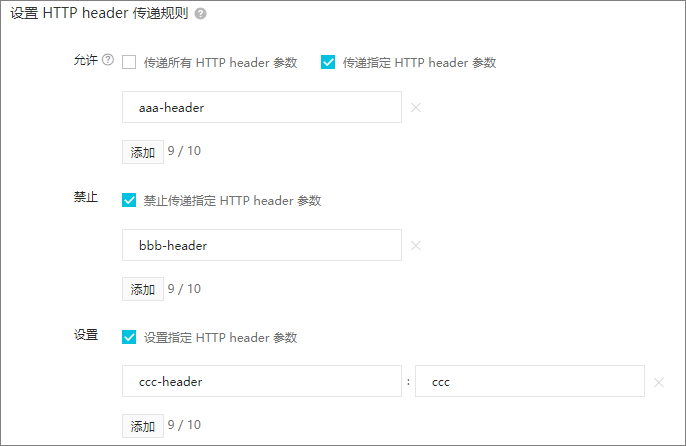 设置 HTTP header 传递规则 ?
允许 ? 传递所有 HTTP header 参数 传递指定 HTTP header 参数
aaa-header
添加 9 / 10
禁止 禁止传递指定 HTTP header 参数
bbb-header
添加 9 / 10
设置 设置指定 HTTP header 参数
ccc-header : ccc
添加 9 / 10